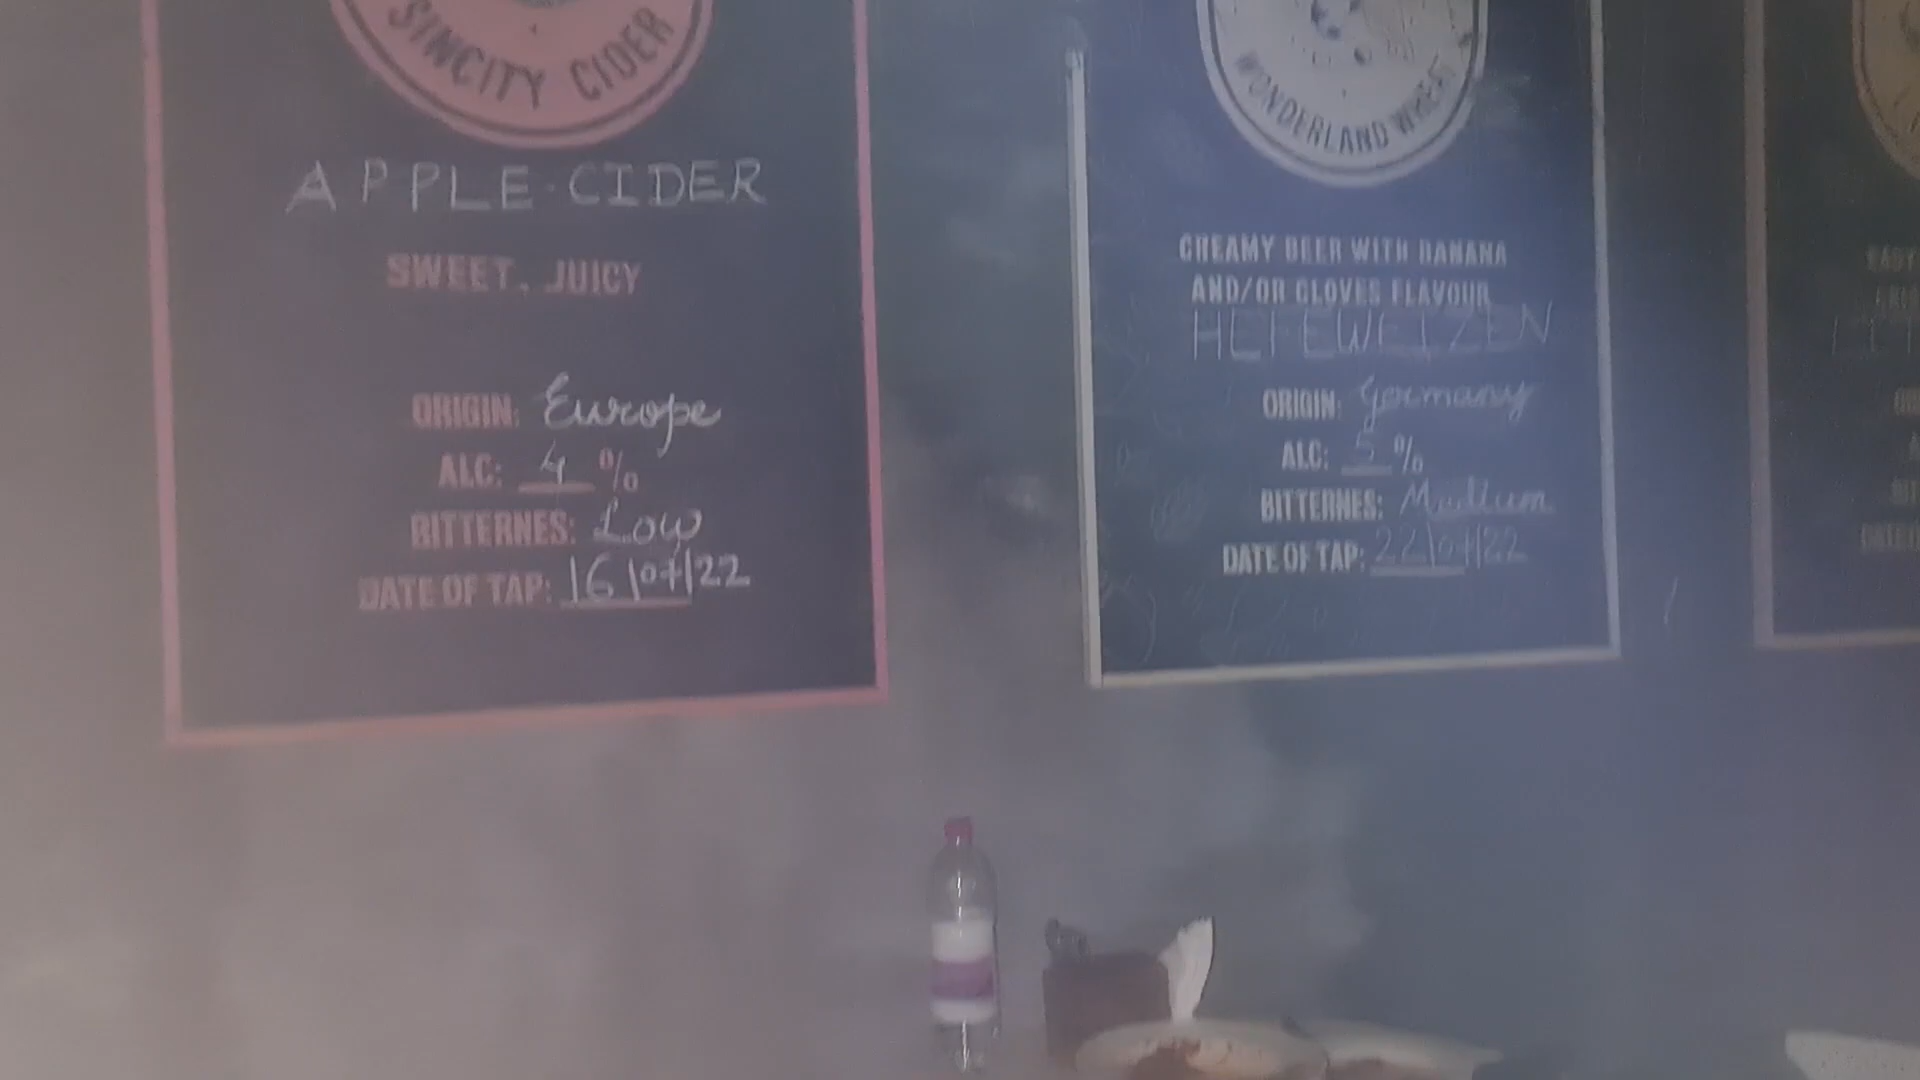 SINCITY CIDER
APPLE CIDER
SWEET, JUICY
ORIGIN: Europe
ALC: 4 %
BITTERNES: Low
DATE OF TAP: 16/07/22
WONDERLAND WHEAT
CREAMY BEER WITH BANANA
AND/OR CLOVES FLAVOUR
HEFEWEIZEN
ORIGIN: Germany
ALC: 5 %
BITTERNES: Medium
DATE OF TAP: 22/07/22